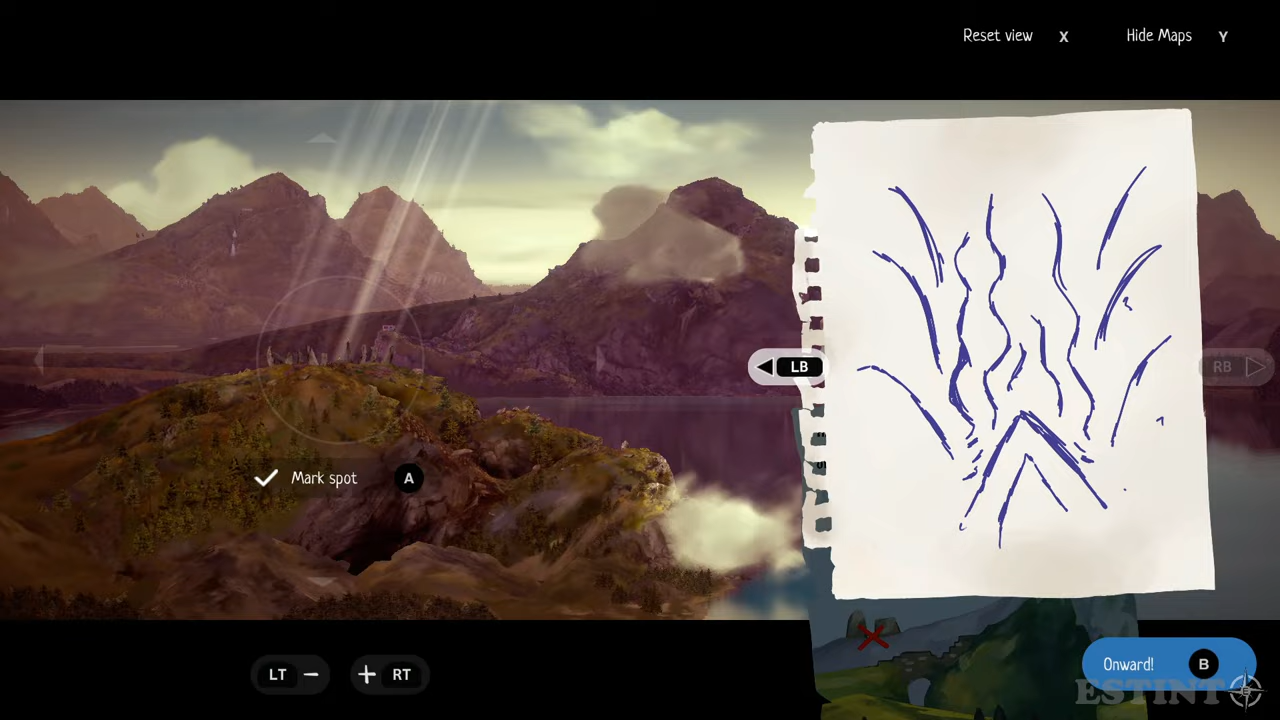 Reset view X Hide Maps Y
LB
RB
Mark spot A
LT − + RT
Onward! B
ESTINT